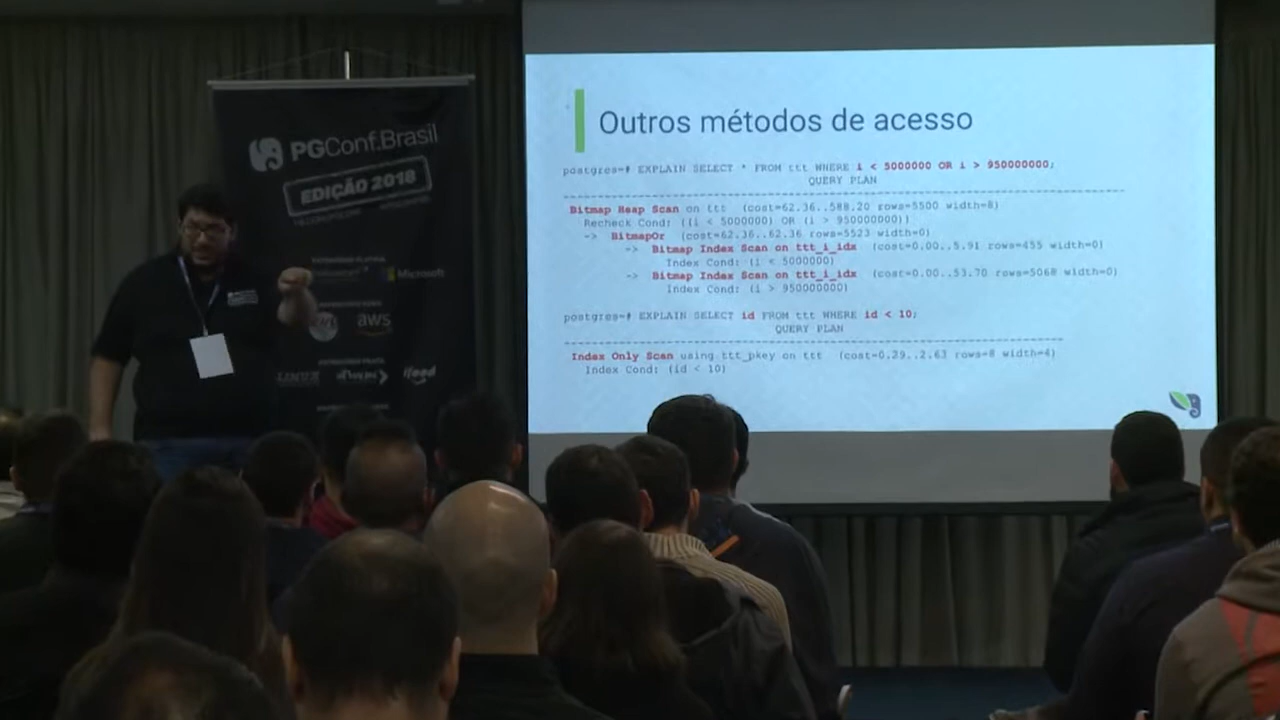 PGConf.Brasil
EDIÇÃO 2018
Microsoft
aws
LINUX
ifood
Outros métodos de acesso
postgres=# EXPLAIN SELECT * FROM ttt WHERE i < 5000000 OR i > 950000000;
QUERY PLAN
Bitmap Heap Scan on ttt (cost=62.36..588.20 rows=5500 width=8)
Recheck Cond: ((i < 5000000) OR (i > 950000000))
-> BitmapOr (cost=62.36..62.36 rows=5523 width=0)
-> Bitmap Index Scan on ttt_i_idx (cost=0.00..5.91 rows=455 width=0)
Index Cond: (i < 5000000)
-> Bitmap Index Scan on ttt_i_idx (cost=0.00..53.70 rows=5068 width=0)
Index Cond: (i > 950000000)
postgres=# EXPLAIN SELECT id FROM ttt WHERE id < 10;
QUERY PLAN
Index Only Scan using ttt_pkey on ttt (cost=0.29..2.63 rows=8 width=4)
Index Cond: (id < 10)